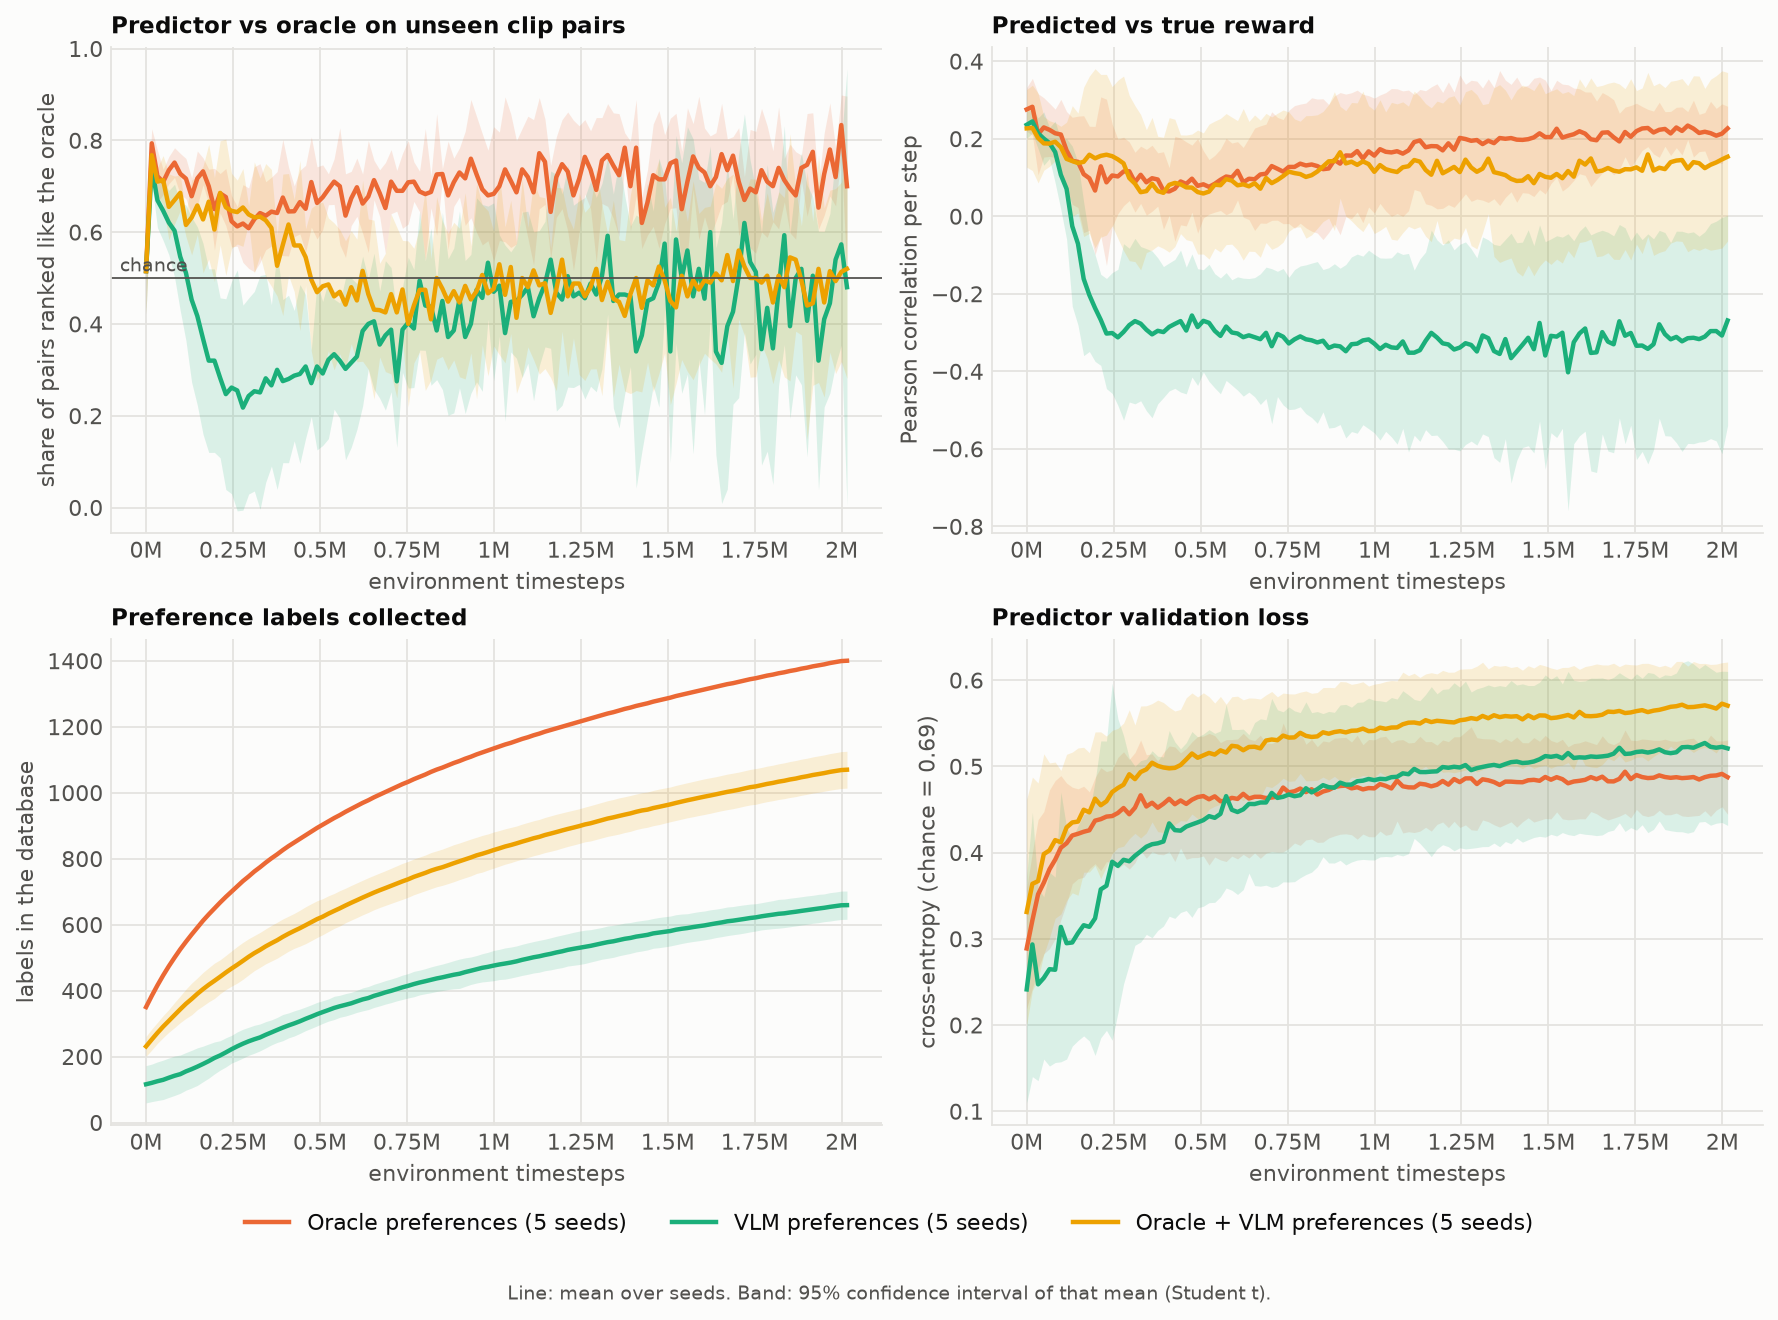 Predictor vs oracle on unseen clip pairs
share of pairs ranked like the oracle
1.0
0.8
0.6
0.4
0.2
0.0
chance
0M 0.25M 0.5M 0.75M 1M 1.25M 1.5M 1.75M 2M
environment timesteps
Predicted vs true reward
Pearson correlation per step
0.4
0.2
0.0
−0.2
−0.4
−0.6
−0.8
0M 0.25M 0.5M 0.75M 1M 1.25M 1.5M 1.75M 2M
environment timesteps
Preference labels collected
labels in the database
1400
1200
1000
800
600
400
200
0
0M 0.25M 0.5M 0.75M 1M 1.25M 1.5M 1.75M 2M
environment timesteps
Predictor validation loss
cross-entropy (chance = 0.69)
0.6
0.5
0.4
0.3
0.2
0.1
0M 0.25M 0.5M 0.75M 1M 1.25M 1.5M 1.75M 2M
environment timesteps
Oracle preferences (5 seeds)
VLM preferences (5 seeds)
Oracle + VLM preferences (5 seeds)
Line: mean over seeds. Band: 95% confidence interval of that mean (Student t).